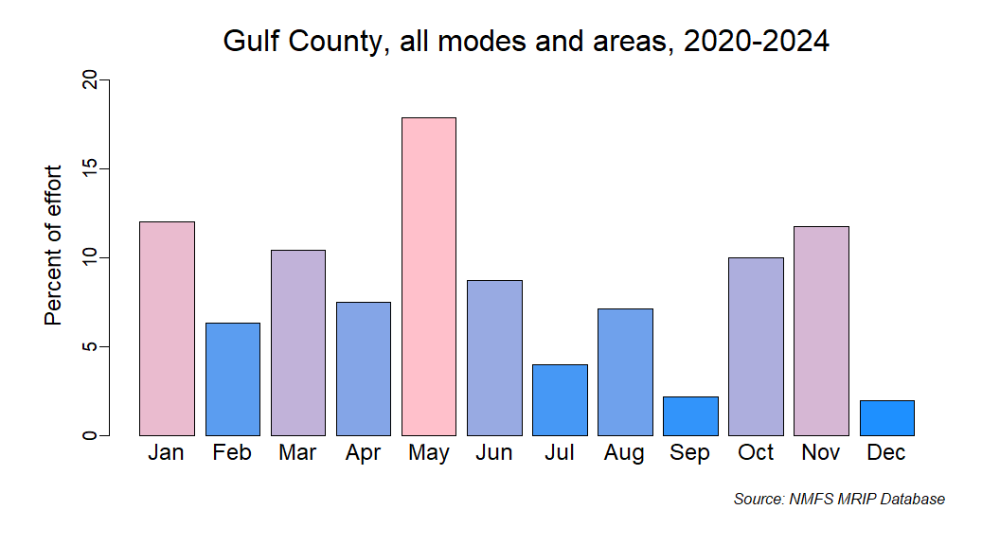 Gulf County, all modes and areas, 2020-2024
Percent of effort
20
15
10
5
0
Jan Feb Mar Apr May Jun Jul Aug Sep Oct Nov Dec
Source: NMFS MRIP Database